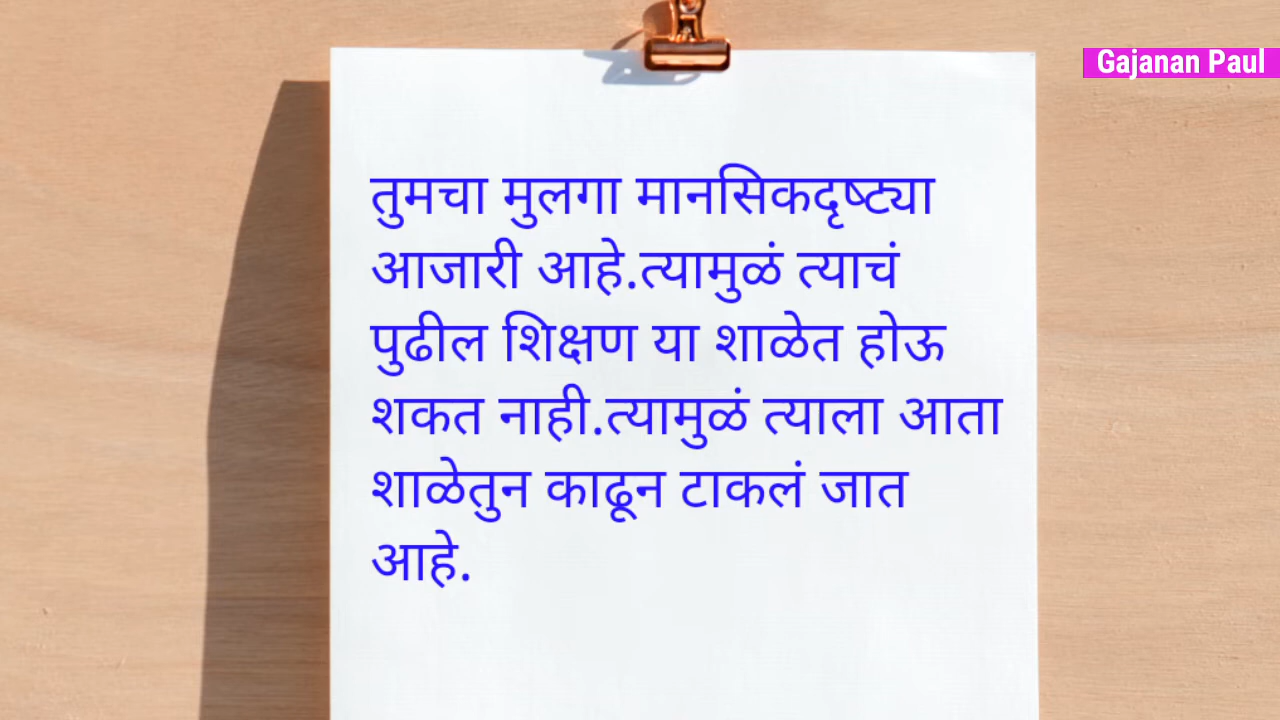 Gajanan Paul
तुमचा मुलगा मानसिकदृष्ट्या
आजारी आहे.त्यामुळं त्याचं
पुढील शिक्षण या शाळेत होऊ
शकत नाही.त्यामुळं त्याला आता
शाळेतुन काढून टाकलं जात
आहे.